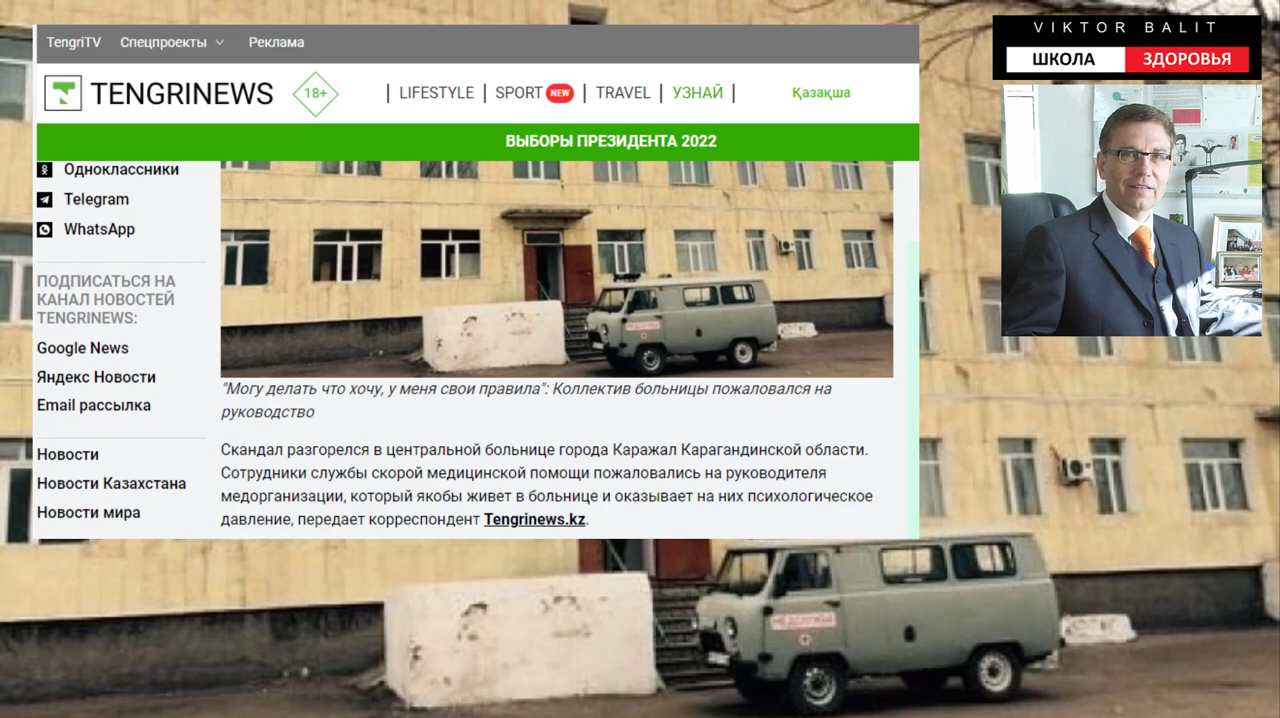 TengriTV Спецпроекты Реклама
TENGRINEWS 18+ | LIFESTYLE | SPORT NEW | TRAVEL | УЗНАЙ | Қазақша
ВЫБОРЫ ПРЕЗИДЕНТА 2022
Одноклассники
Telegram
WhatsApp
ПОДПИСАТЬСЯ НА
КАНАЛ НОВОСТЕЙ
TENGRINEWS:
Google News
Яндекс Новости
Email рассылка
Новости
Новости Казахстана
Новости мира
МЕДСЛУЖБА
"Могу делать что хочу, у меня свои правила": Коллектив больницы пожаловался на
руководство
Скандал разгорелся в центральной больнице города Каражал Карагандинской области.
Сотрудники службы скорой медицинской помощи пожаловались на руководителя
медорганизации, который якобы живет в больнице и оказывает на них психологическое
давление, передает корреспондент Tengrinews.kz.
VIKTOR BALIT
ШКОЛА ЗДОРОВЬЯ
МЕДСЛУЖБА